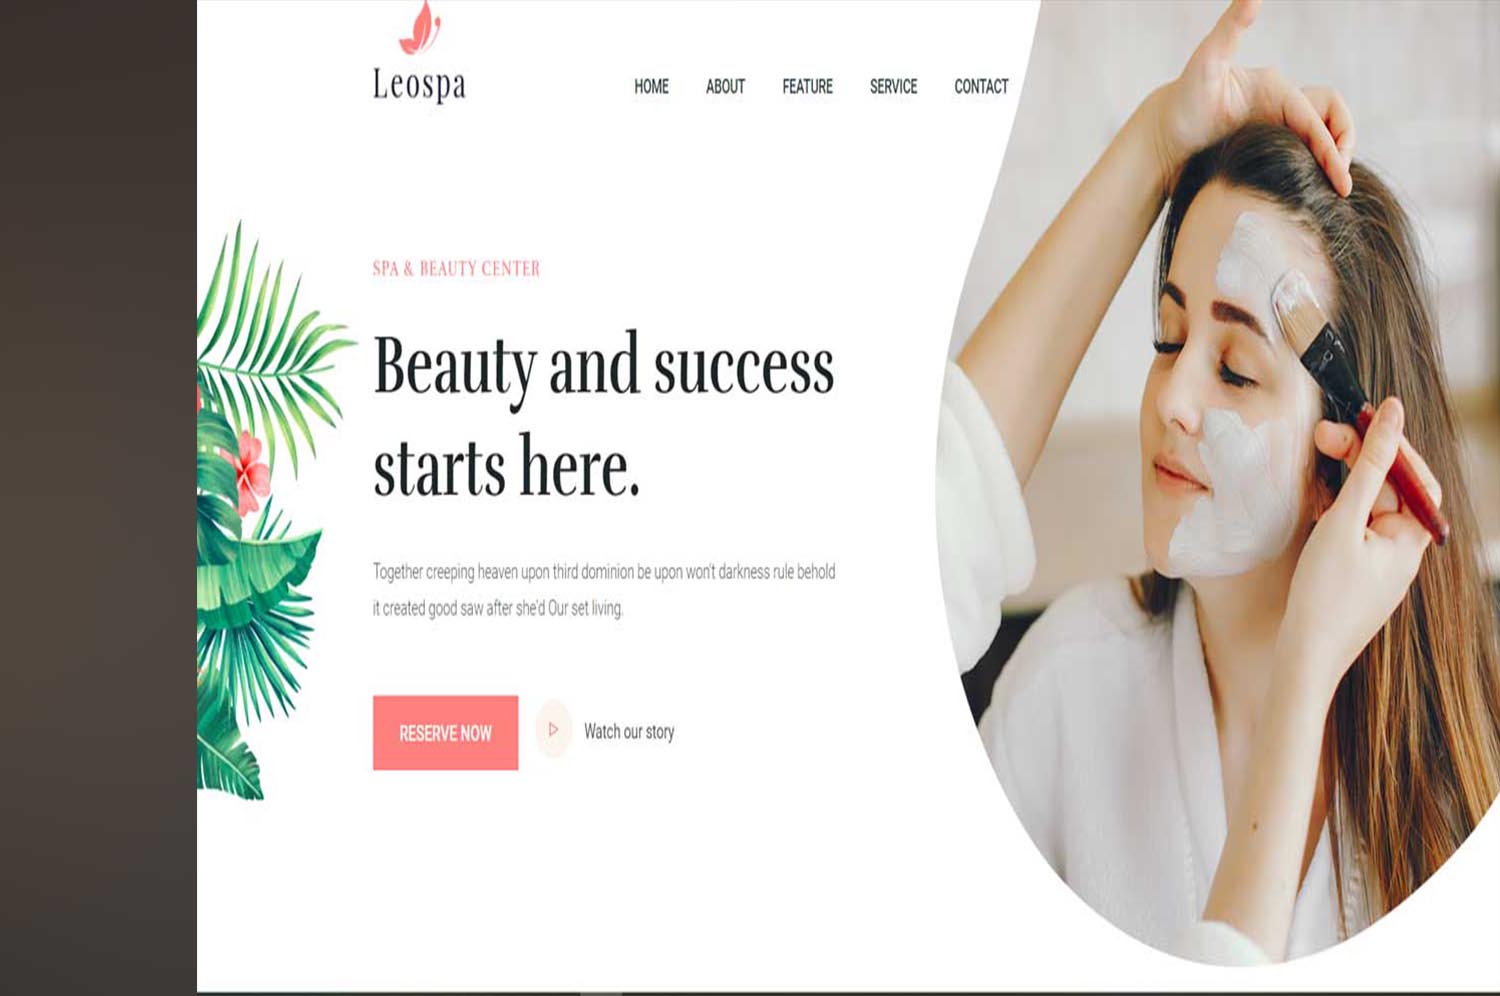 Leospa
HOME ABOUT FEATURE SERVICE CONTACT
SPA & BEAUTY CENTER
Beauty and success
starts here.
Together creeping heaven upon third dominion be upon won't darkness rule behold
it created good saw after she'd Our set living.
RESERVE NOW
Watch our story